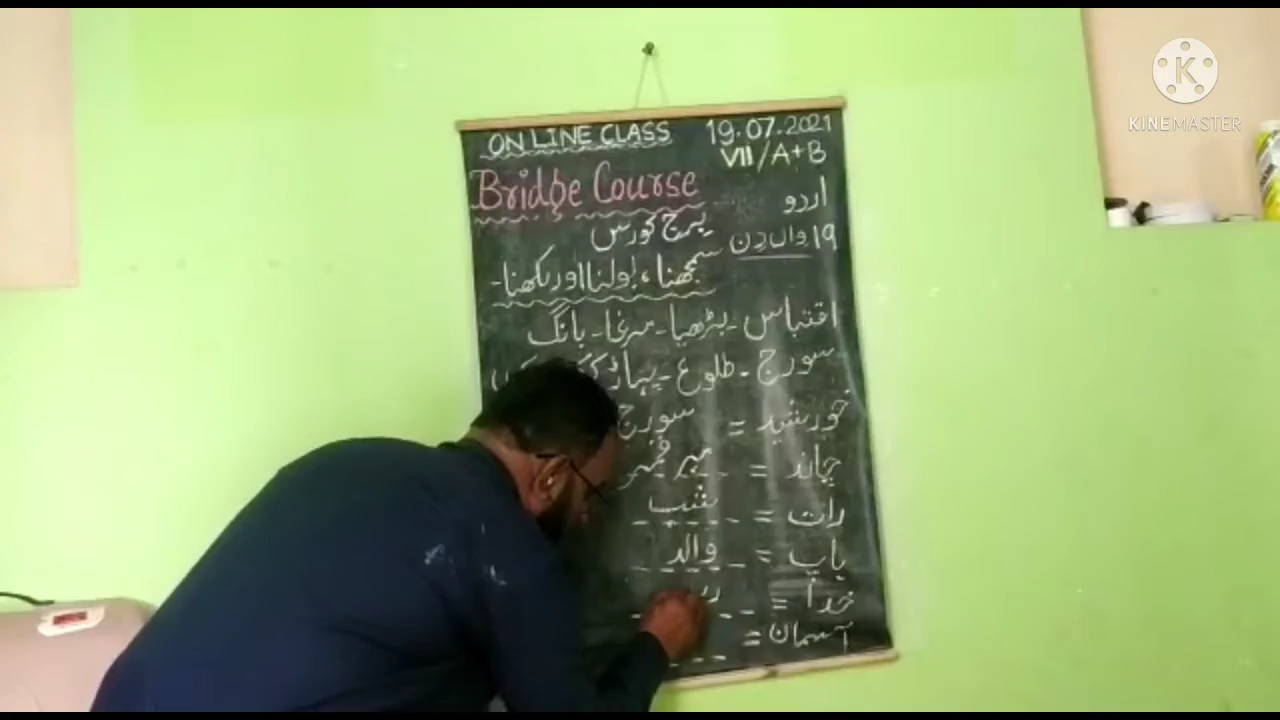 ON LINE CLASS 19.07.2021
VII/A+B
Bridge Course
اردو
برج کورس
۱۹ واں دن
سمجھنا، بولنا اور لکھنا-
اقتباس - بڑھیا - مرغا - بانگ
سورج - طلوع - پہاڑ
خورشید = سورج
چاند = قمر
رات = شب
باپ = والد
خدا =
آسمان =
K
KINEMASTER